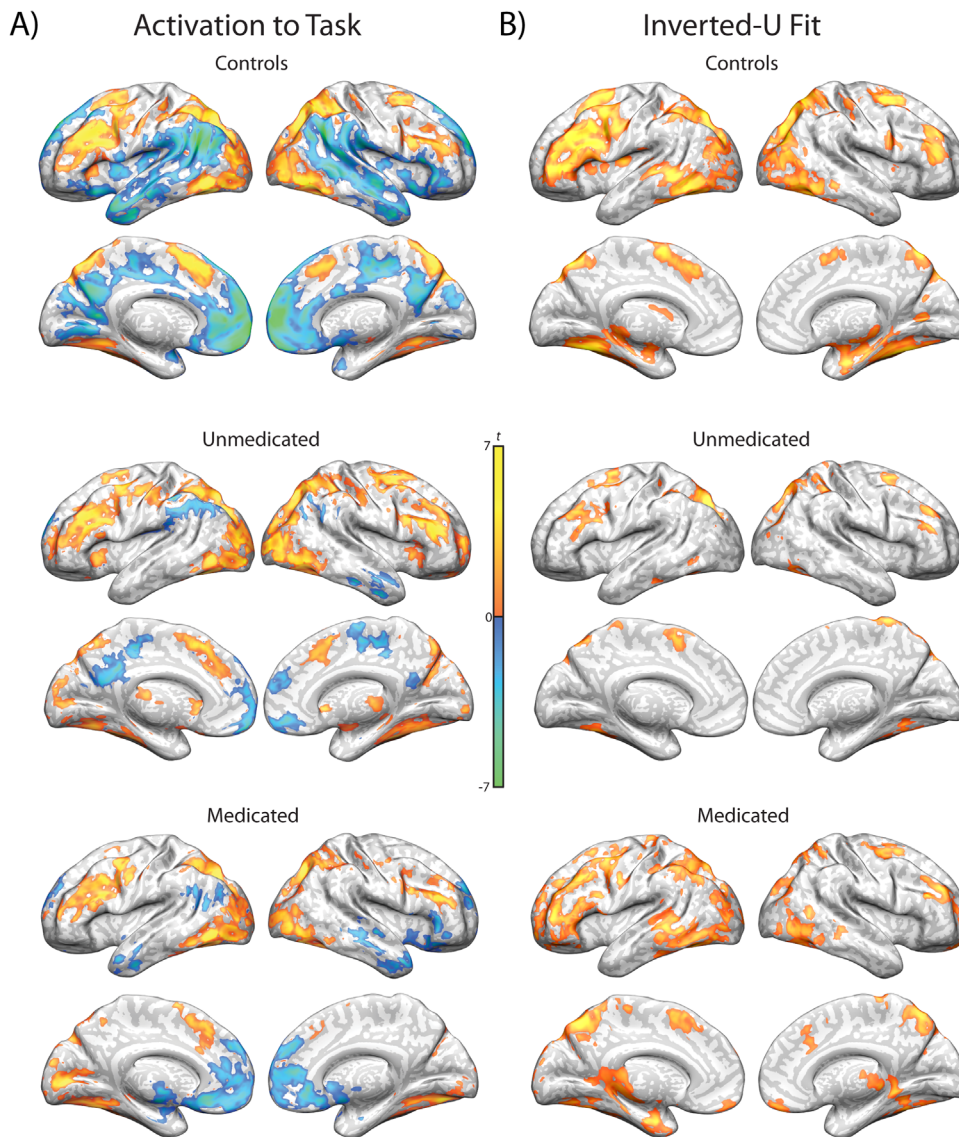 A) Activation to Task
B) Inverted-U Fit
Controls
Controls
Unmedicated
Unmedicated
t
7
0
-7
Medicated
Medicated